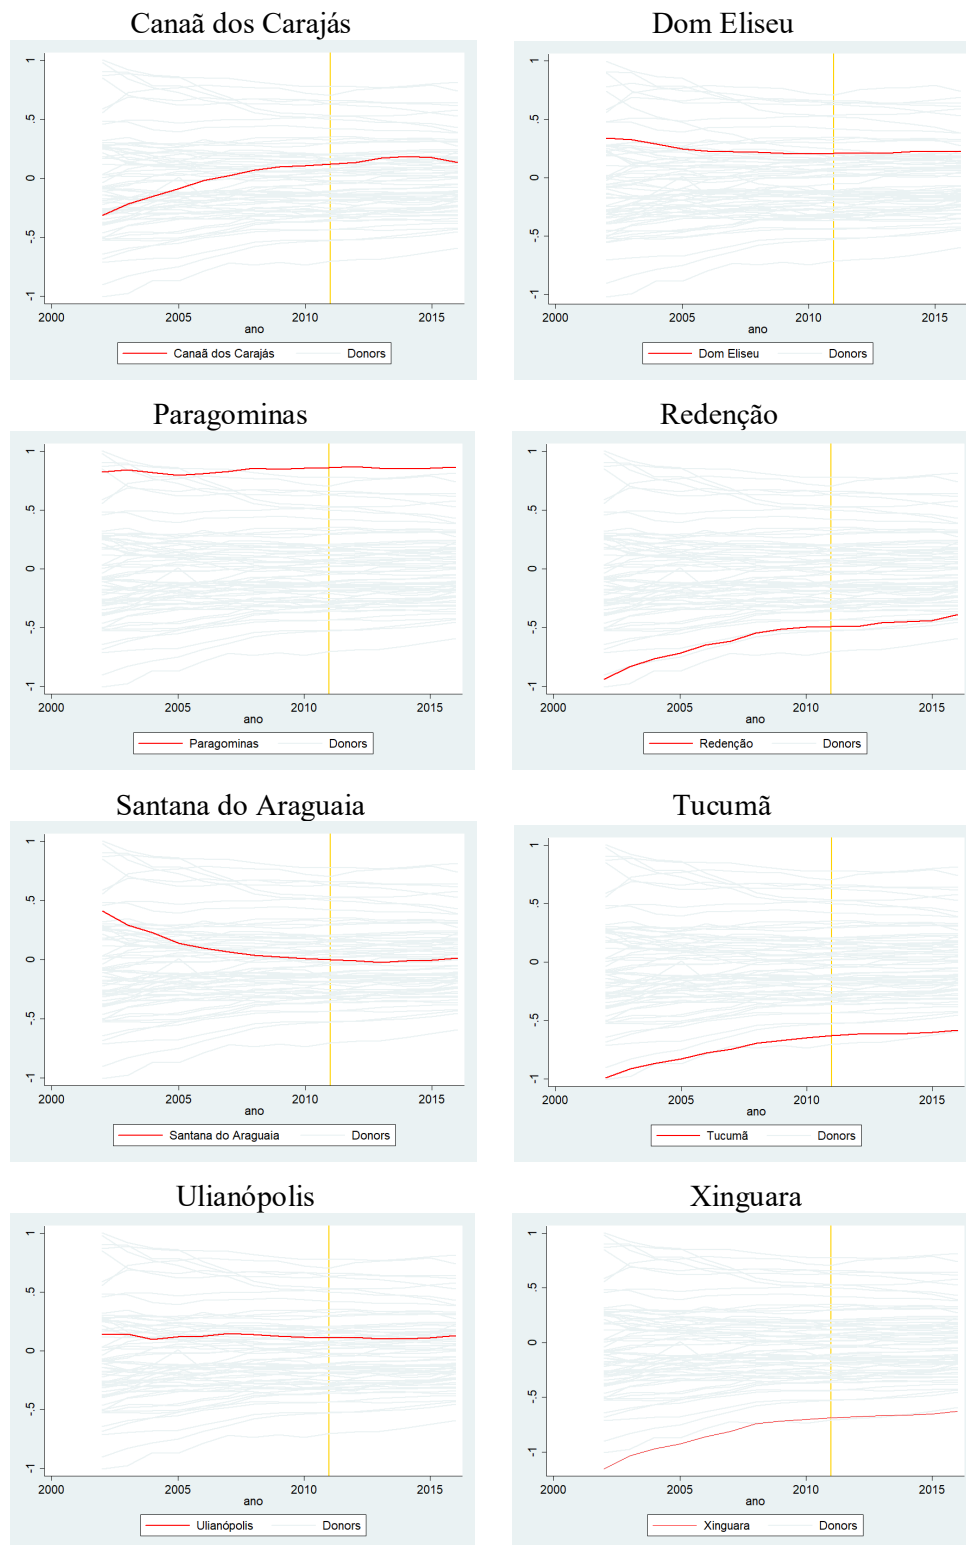 Canaã dos Carajás
1
.5
0
-.5
-1
2000 2005 2010 2015
ano
Canaã dos Carajás Donors
Dom Eliseu
1
.5
0
-.5
-1
2000 2005 2010 2015
ano
Dom Eliseu Donors
Paragominas
1
.5
0
-.5
-1
2000 2005 2010 2015
ano
Paragominas Donors
Redenção
1
.5
0
-.5
-1
2000 2005 2010 2015
ano
Redenção Donors
Santana do Araguaia
1
.5
0
-.5
-1
2000 2005 2010 2015
ano
Santana do Araguaia Donors
Tucumã
1
.5
0
-.5
-1
2000 2005 2010 2015
ano
Tucumã Donors
Ulianópolis
1
.5
0
-.5
-1
2000 2005 2010 2015
ano
Ulianópolis Donors
Xinguara
1
.5
0
-.5
-1
2000 2005 2010 2015
ano
Xinguara Donors